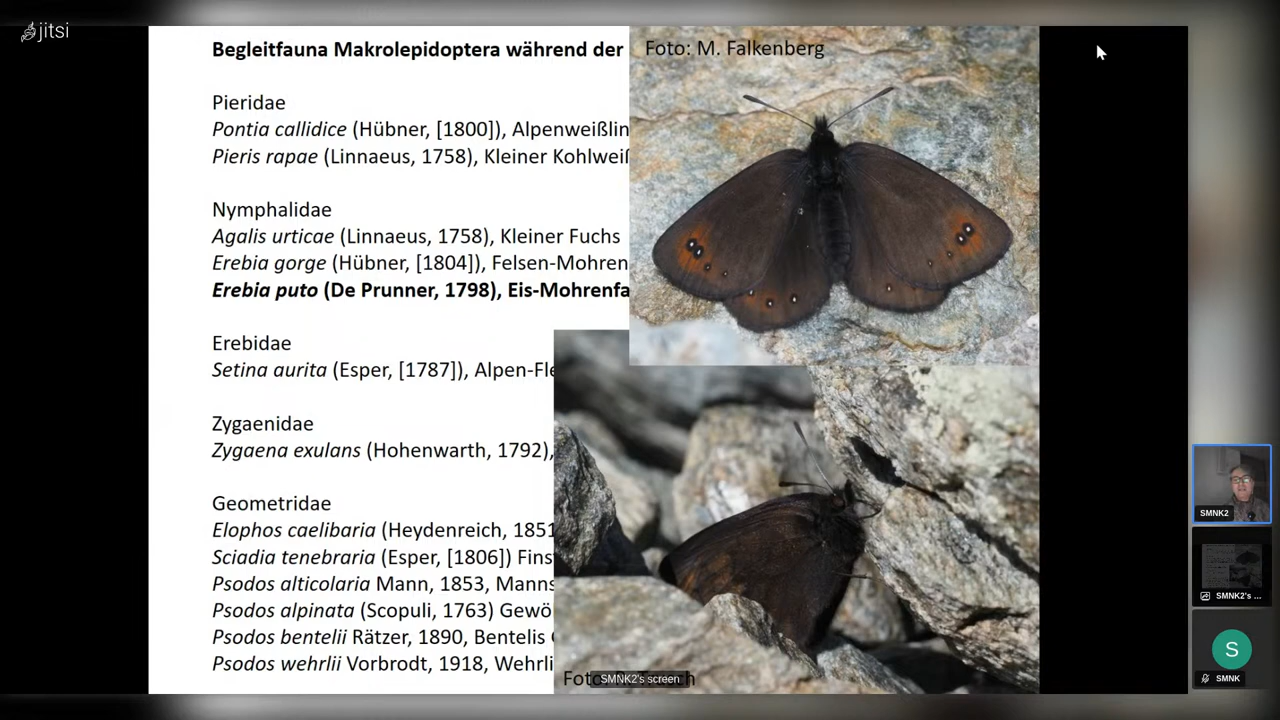 jitsi
Begleitfauna Makrolepidoptera während der
Foto: M. Falkenberg
Pieridae
Pontia callidice (Hübner, [1800]), Alpenweißlin
Pieris rapae (Linnaeus, 1758), Kleiner Kohlweiß
Nymphalidae
Agalis urticae (Linnaeus, 1758), Kleiner Fuchs
Erebia gorge (Hübner, [1804]), Felsen-Mohren
Erebia puto (De Prunner, 1798), Eis-Mohrenfa
Erebidae
Setina aurita (Esper, [1787]), Alpen-Fle
Zygaenidae
Zygaena exulans (Hohenwarth, 1792),
Geometridae
Elophos caelibaria (Heydenreich, 1851
Sciadia tenebraria (Esper, [1806]) Fins
Psodos alticolaria Mann, 1853, Manns
Psodos alpinata (Scopuli, 1763) Gewö
Psodos bentelii Rätzer, 1890, Bentelis
Psodos wehrlii Vorbrodt, 1918, Wehrli
SMNK2's screen
SMNK2
SMNK2's ...
S
SMNK